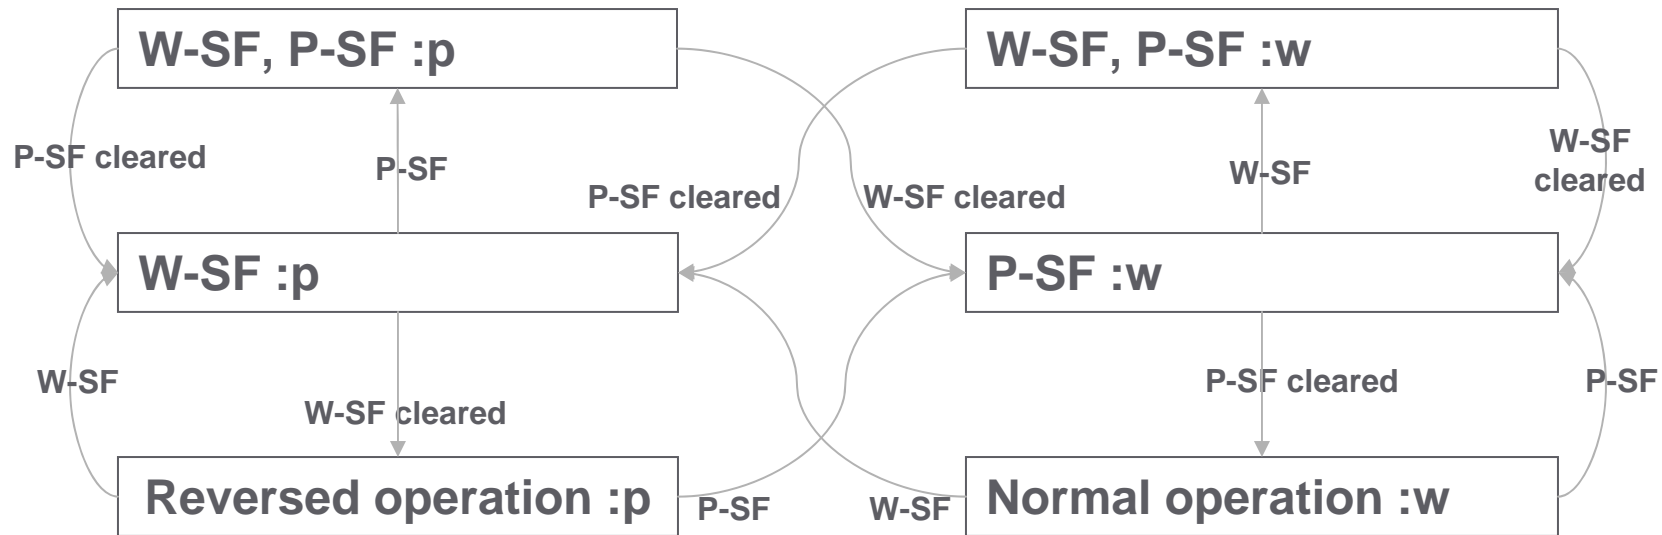 W-SF, P-SF :p
W-SF, P-SF :w
P-SF cleared
P-SF
P-SF cleared
W-SF cleared
W-SF
W-SF
cleared
W-SF :p
P-SF :w
W-SF
W-SF cleared
P-SF cleared
P-SF
Reversed operation :p
P-SF
W-SF
Normal operation :w